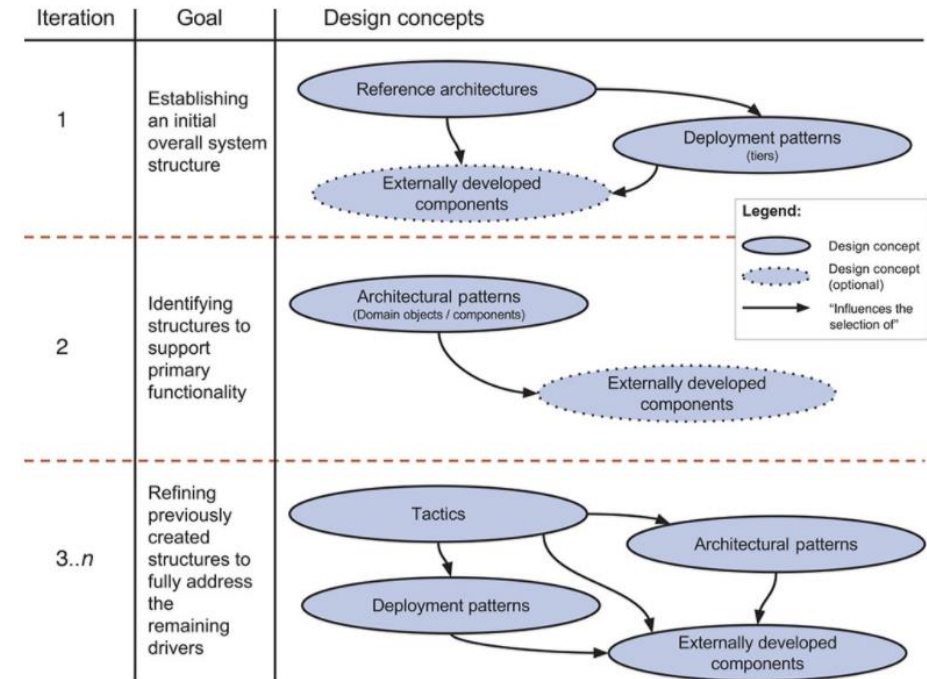 Iteration
Goal
Design concepts
1
Establishing
an initial
overall system
structure
Reference architectures
Deployment patterns
(tiers)
Externally developed
components
Legend:
Design concept
Design concept
(optional)
"Influences the
selection of"
2
Identifying
structures to
support
primary
functionality
Architectural patterns
(Domain objects / components)
Externally developed
components
3..n
Refining
previously
created
structures to
fully address
the
remaining
drivers
Tactics
Architectural patterns
Deployment patterns
Externally developed
components